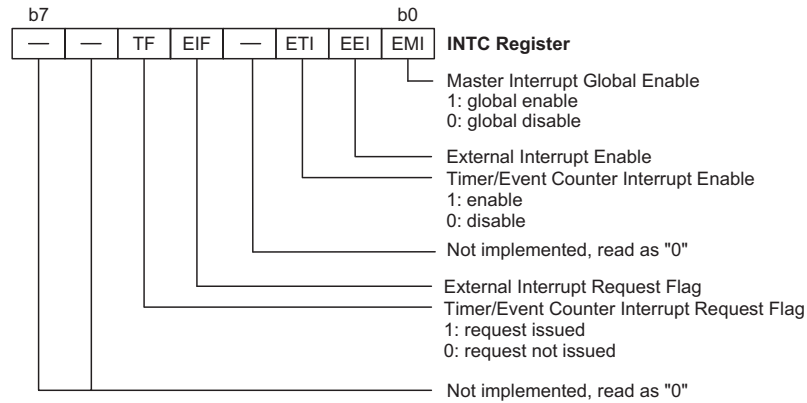 b7 b0
— — TF EIF — ETI EEI EMI INTC Register
Master Interrupt Global Enable
1: global enable
0: global disable
External Interrupt Enable
Timer/Event Counter Interrupt Enable
1: enable
0: disable
Not implemented, read as "0"
External Interrupt Request Flag
Timer/Event Counter Interrupt Request Flag
1: request issued
0: request not issued
Not implemented, read as "0"